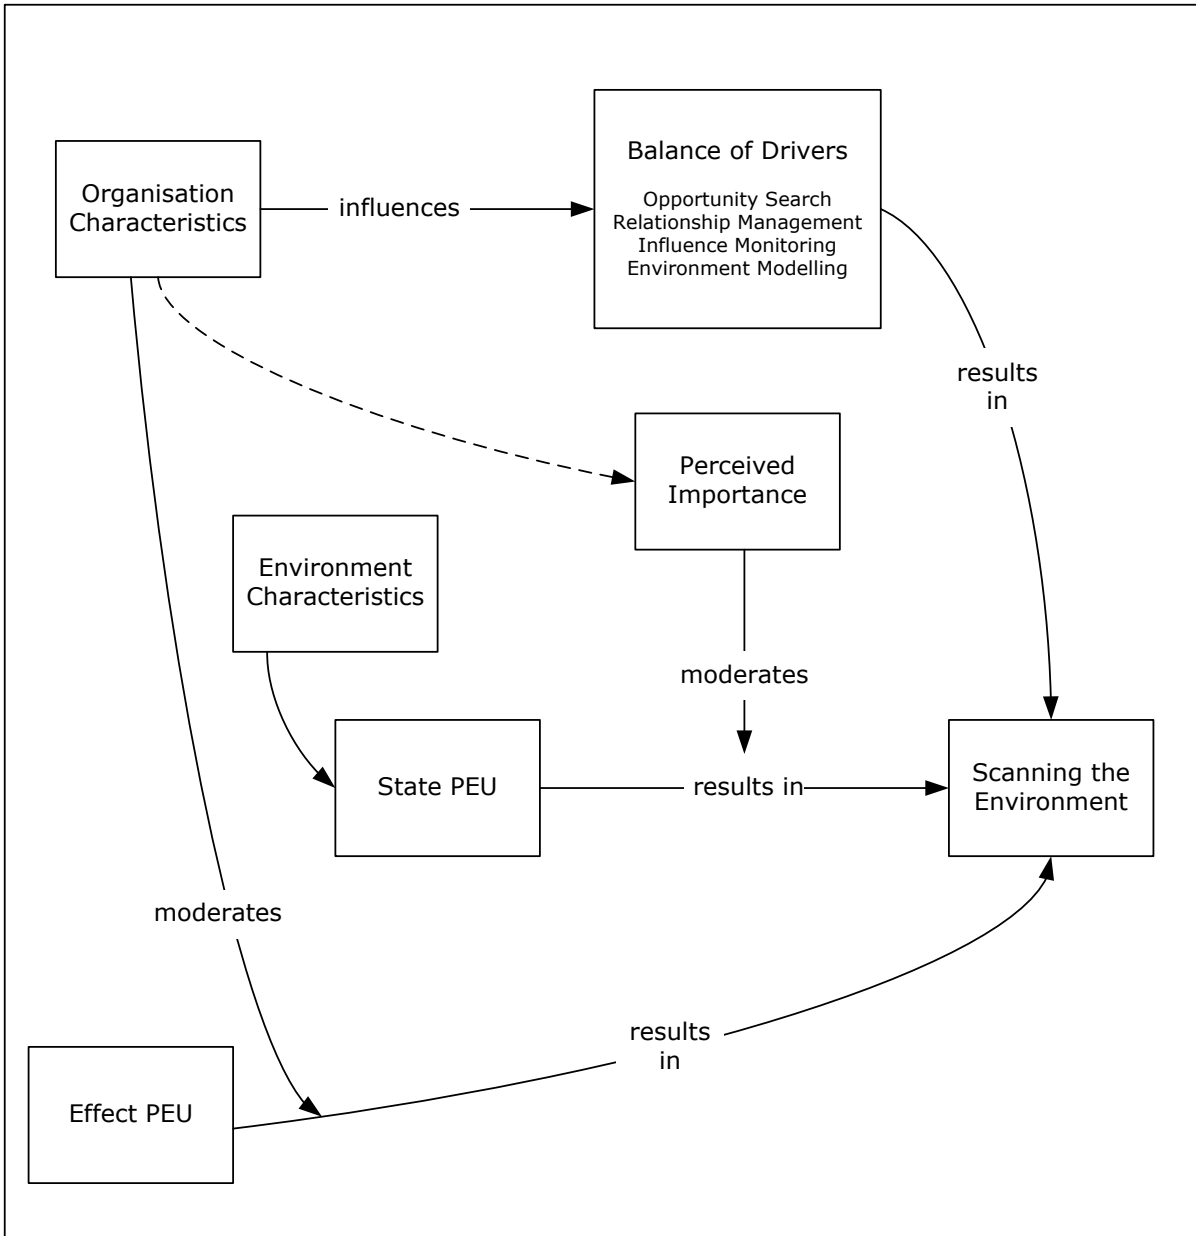 Organisation
Characteristics
influences
Balance of Drivers
Opportunity Search
Relationship Management
Influence Monitoring
Environment Modelling
results
in
Perceived
Importance
Environment
Characteristics
moderates
State PEU
results in
Scanning the
Environment
moderates
results
in
Effect PEU